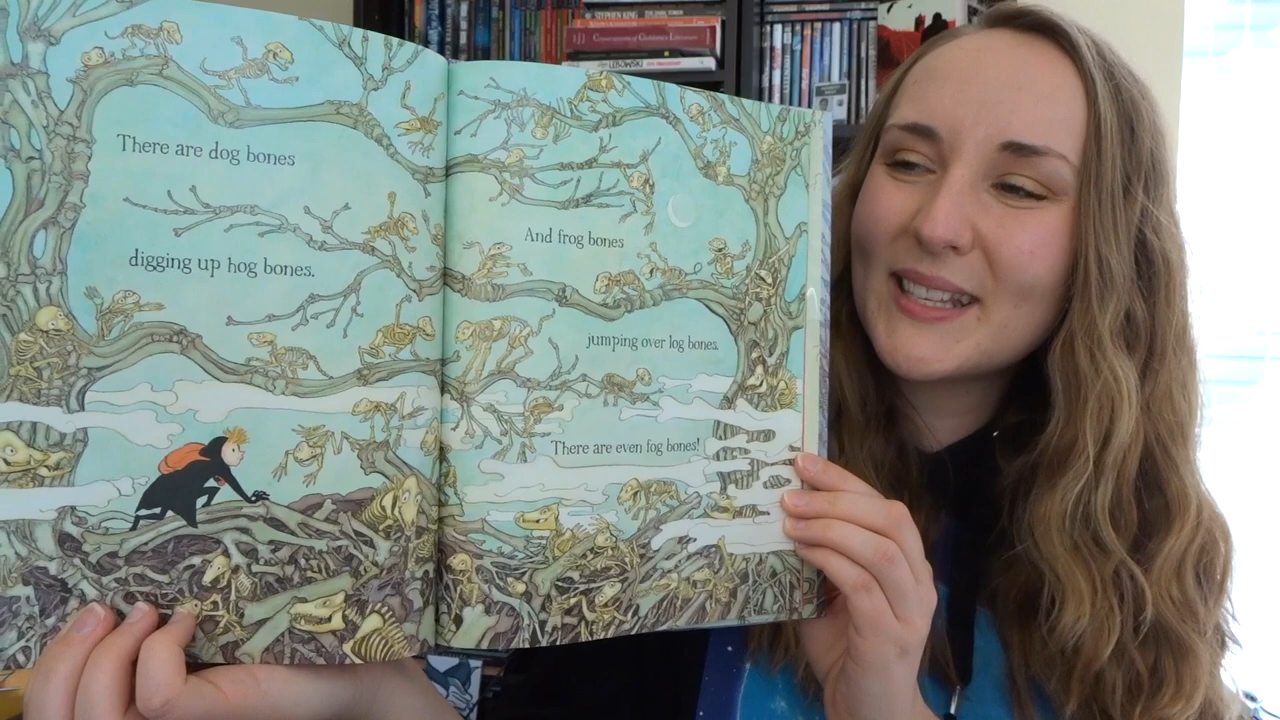 There are dog bones
digging up hog bones.
And frog bones
jumping over log bones.
There are even fog bones!
STEPHEN KING
LEBOWSKI